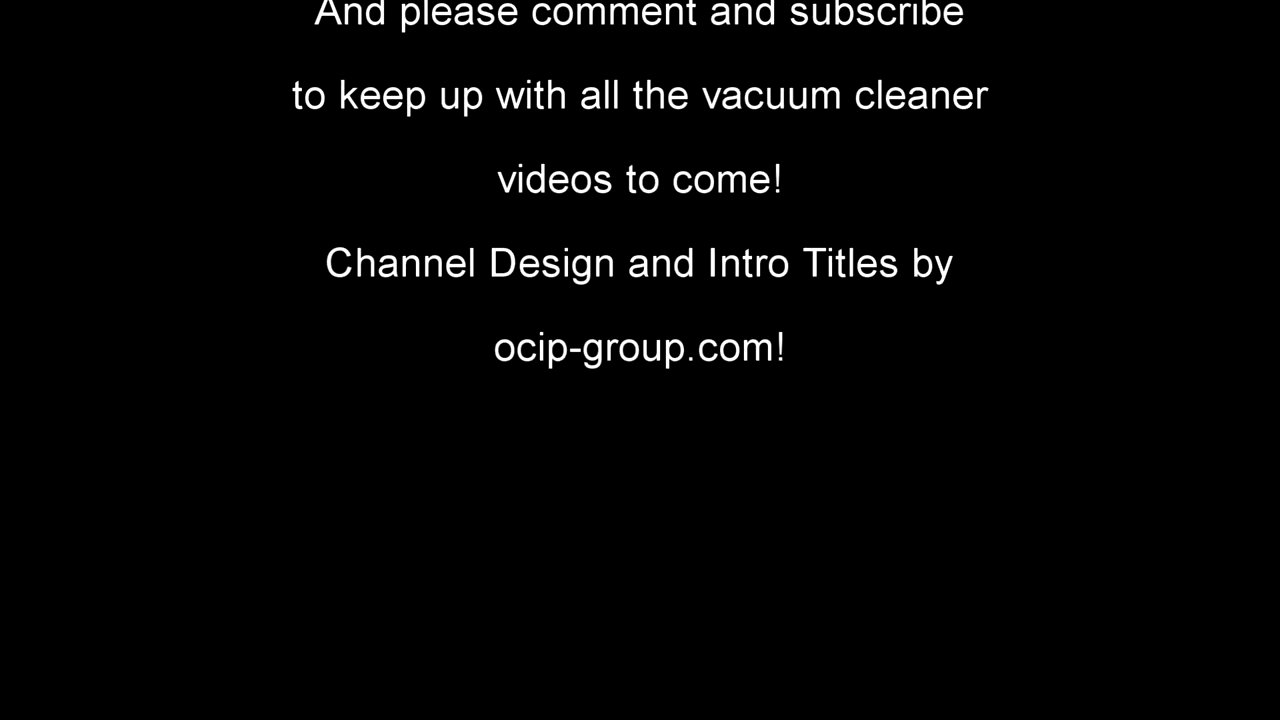 And please comment and subscribe
to keep up with all the vacuum cleaner
videos to come!
Channel Design and Intro Titles by
ocip-group.com!